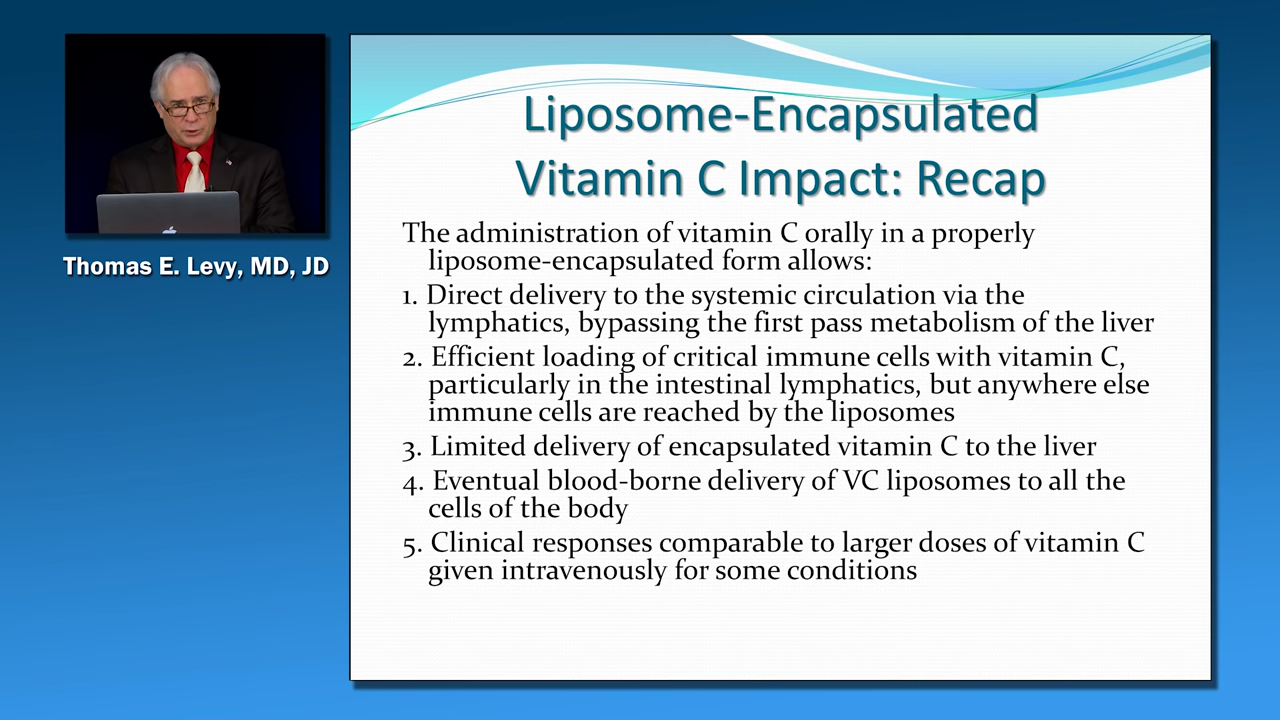 Thomas E. Levy, MD, JD
Liposome-Encapsulated
Vitamin C Impact: Recap
The administration of vitamin C orally in a properly
liposome-encapsulated form allows:
1. Direct delivery to the systemic circulation via the
lymphatics, bypassing the first pass metabolism of the liver
2. Efficient loading of critical immune cells with vitamin C,
particularly in the intestinal lymphatics, but anywhere else
immune cells are reached by the liposomes
3. Limited delivery of encapsulated vitamin C to the liver
4. Eventual blood-borne delivery of VC liposomes to all the
cells of the body
5. Clinical responses comparable to larger doses of vitamin C
given intravenously for some conditions